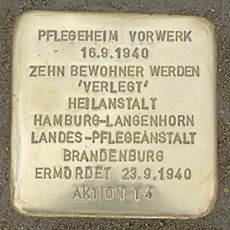 PFLEGEHEIM VORWERK
16.9.1940
ZEHN BEWOHNER WERDEN
'VERLEGT'
HEILANSTALT
HAMBURG-LANGENHORN
LANDES-PFLEGEANSTALT
BRANDENBURG
ERMORDET 23.9.1940
AKTION T4